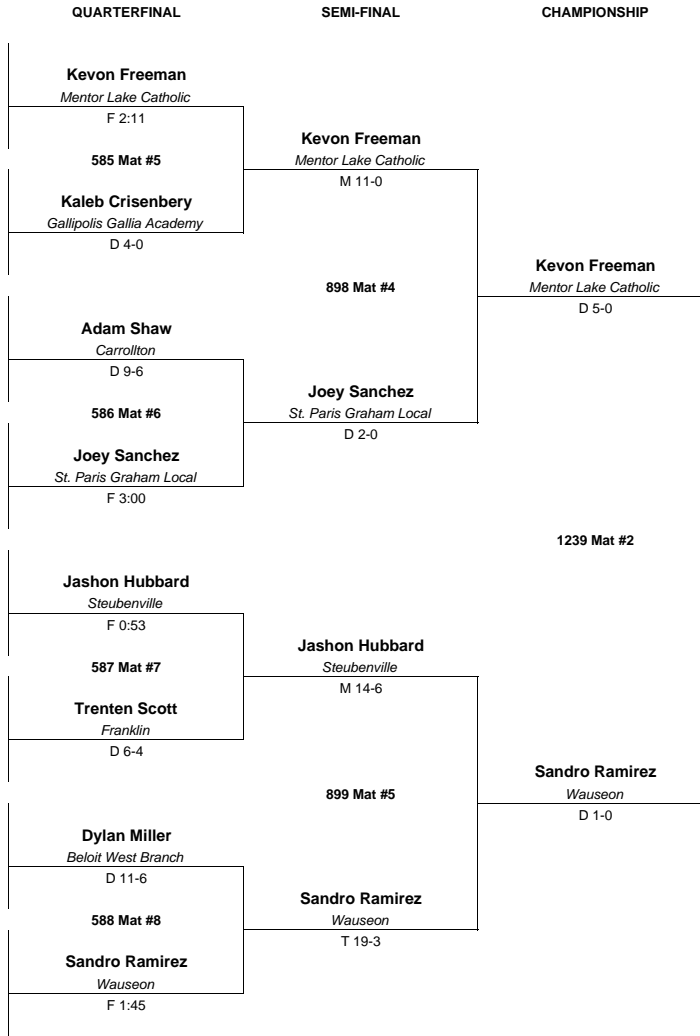 QUARTERFINAL
SEMI-FINAL
CHAMPIONSHIP
Kevon Freeman
Mentor Lake Catholic
F 2:11
585 Mat #5
Kaleb Crisenbery
Gallipolis Gallia Academy
D 4-0
Kevon Freeman
Mentor Lake Catholic
M 11-0
898 Mat #4
Adam Shaw
Carrollton
D 9-6
586 Mat #6
Joey Sanchez
St. Paris Graham Local
F 3:00
Joey Sanchez
St. Paris Graham Local
D 2-0
Kevon Freeman
Mentor Lake Catholic
D 5-0
1239 Mat #2
Jashon Hubbard
Steubenville
F 0:53
587 Mat #7
Trenten Scott
Franklin
D 6-4
Jashon Hubbard
Steubenville
M 14-6
899 Mat #5
Dylan Miller
Beloit West Branch
D 11-6
588 Mat #8
Sandro Ramirez
Wauseon
F 1:45
Sandro Ramirez
Wauseon
T 19-3
Sandro Ramirez
Wauseon
D 1-0